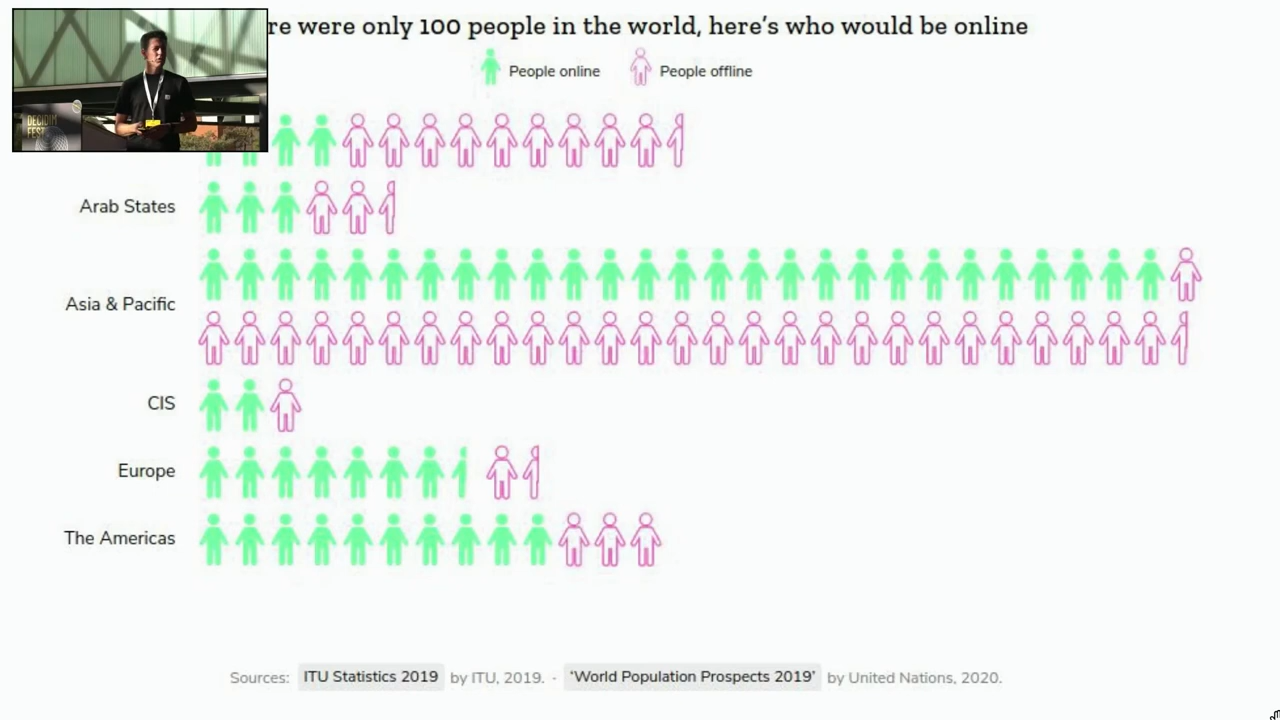 re were only 100 people in the world, here's who would be online
People online People offline
DECIDIM
FEST
Arab States
Asia & Pacific
CIS
Europe
The Americas
Sources: ITU Statistics 2019 by ITU, 2019. · 'World Population Prospects 2019' by United Nations, 2020.